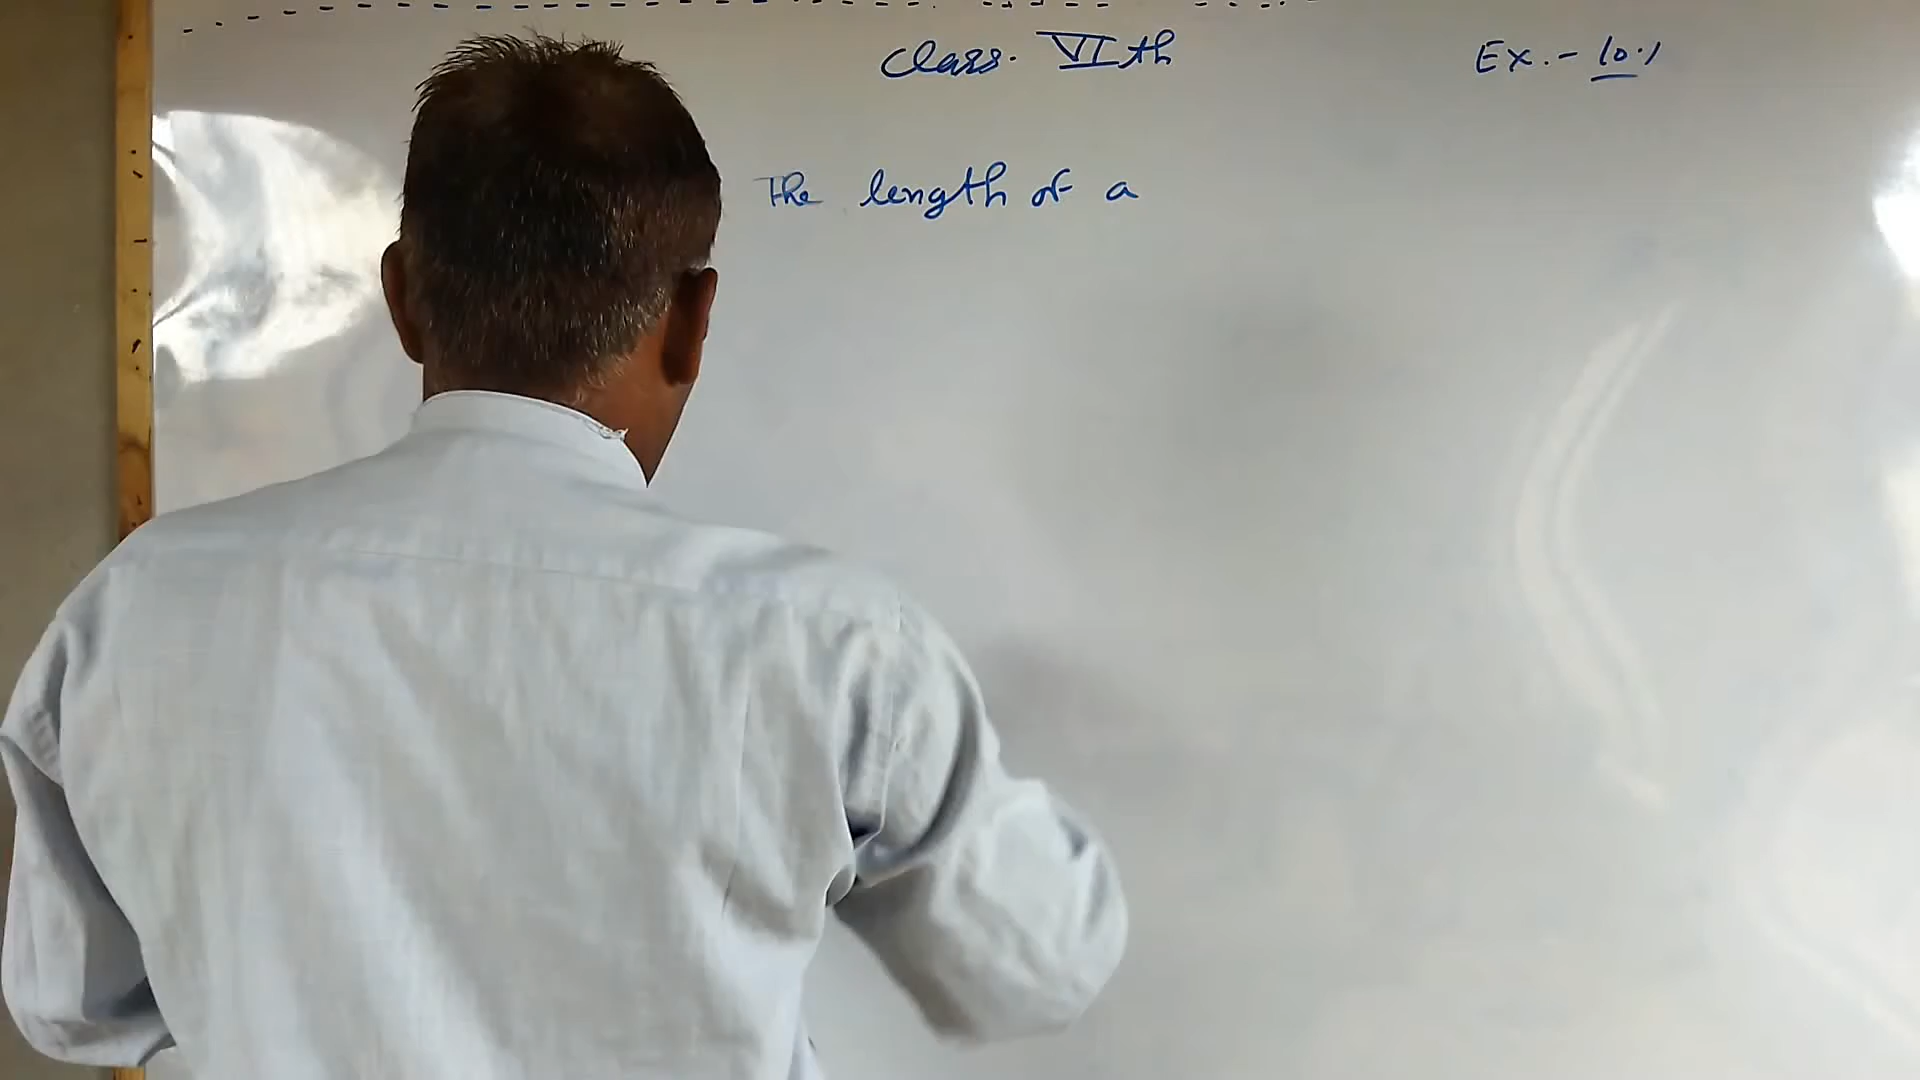 Class. VIth
Ex.- 10.1
The length of a